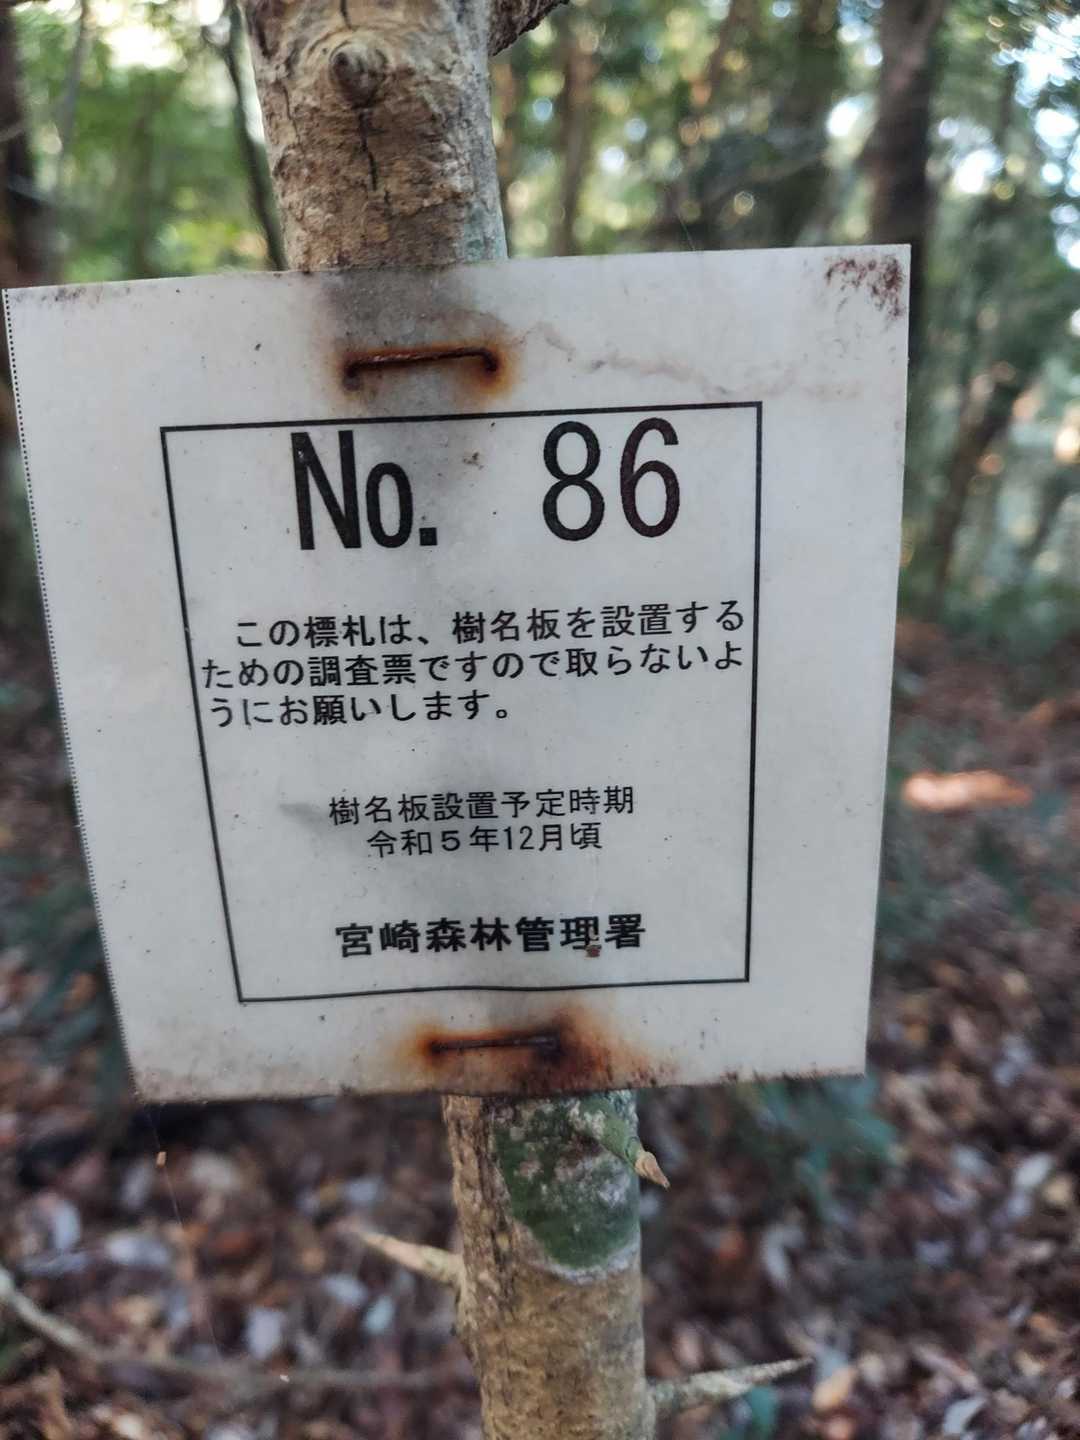 No. 86
この標札は、樹名板を設置する
ための調査票ですので取らないよ
うにお願いします。
樹名板設置予定時期
令和5年12月頃
宮崎森林管理署